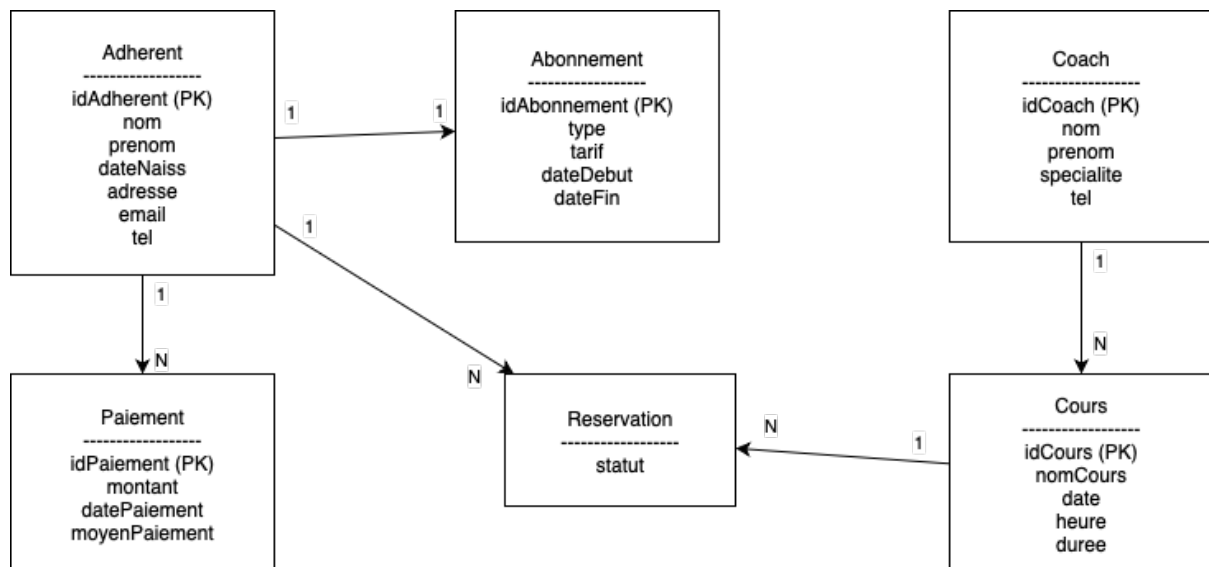 Adherent
-------------------
idAdherent (PK)
nom
prenom
dateNaiss
adresse
email
tel
1
1
Abonnement
-------------------
idAbonnement (PK)
type
tarif
dateDebut
dateFin
Coach
-------------------
idCoach (PK)
nom
prenom
specialite
tel
1
1
1
N
N
N
Paiement
-------------------
idPaiement (PK)
montant
datePaiement
moyenPaiement
Reservation
-------------------
statut
N
1
Cours
-------------------
idCours (PK)
nomCours
date
heure
duree